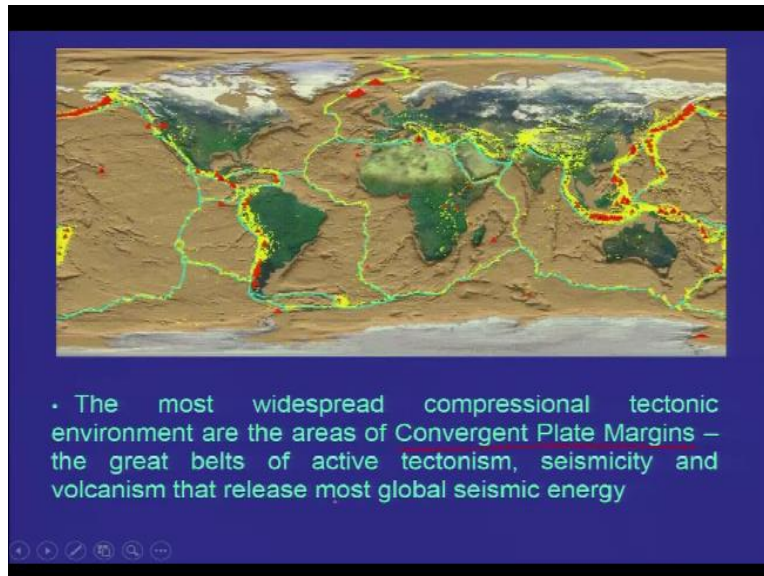 • The most widespread compressional tectonic
environment are the areas of Convergent Plate Margins –
the great belts of active tectonism, seismicity and
volcanism that release most global seismic energy